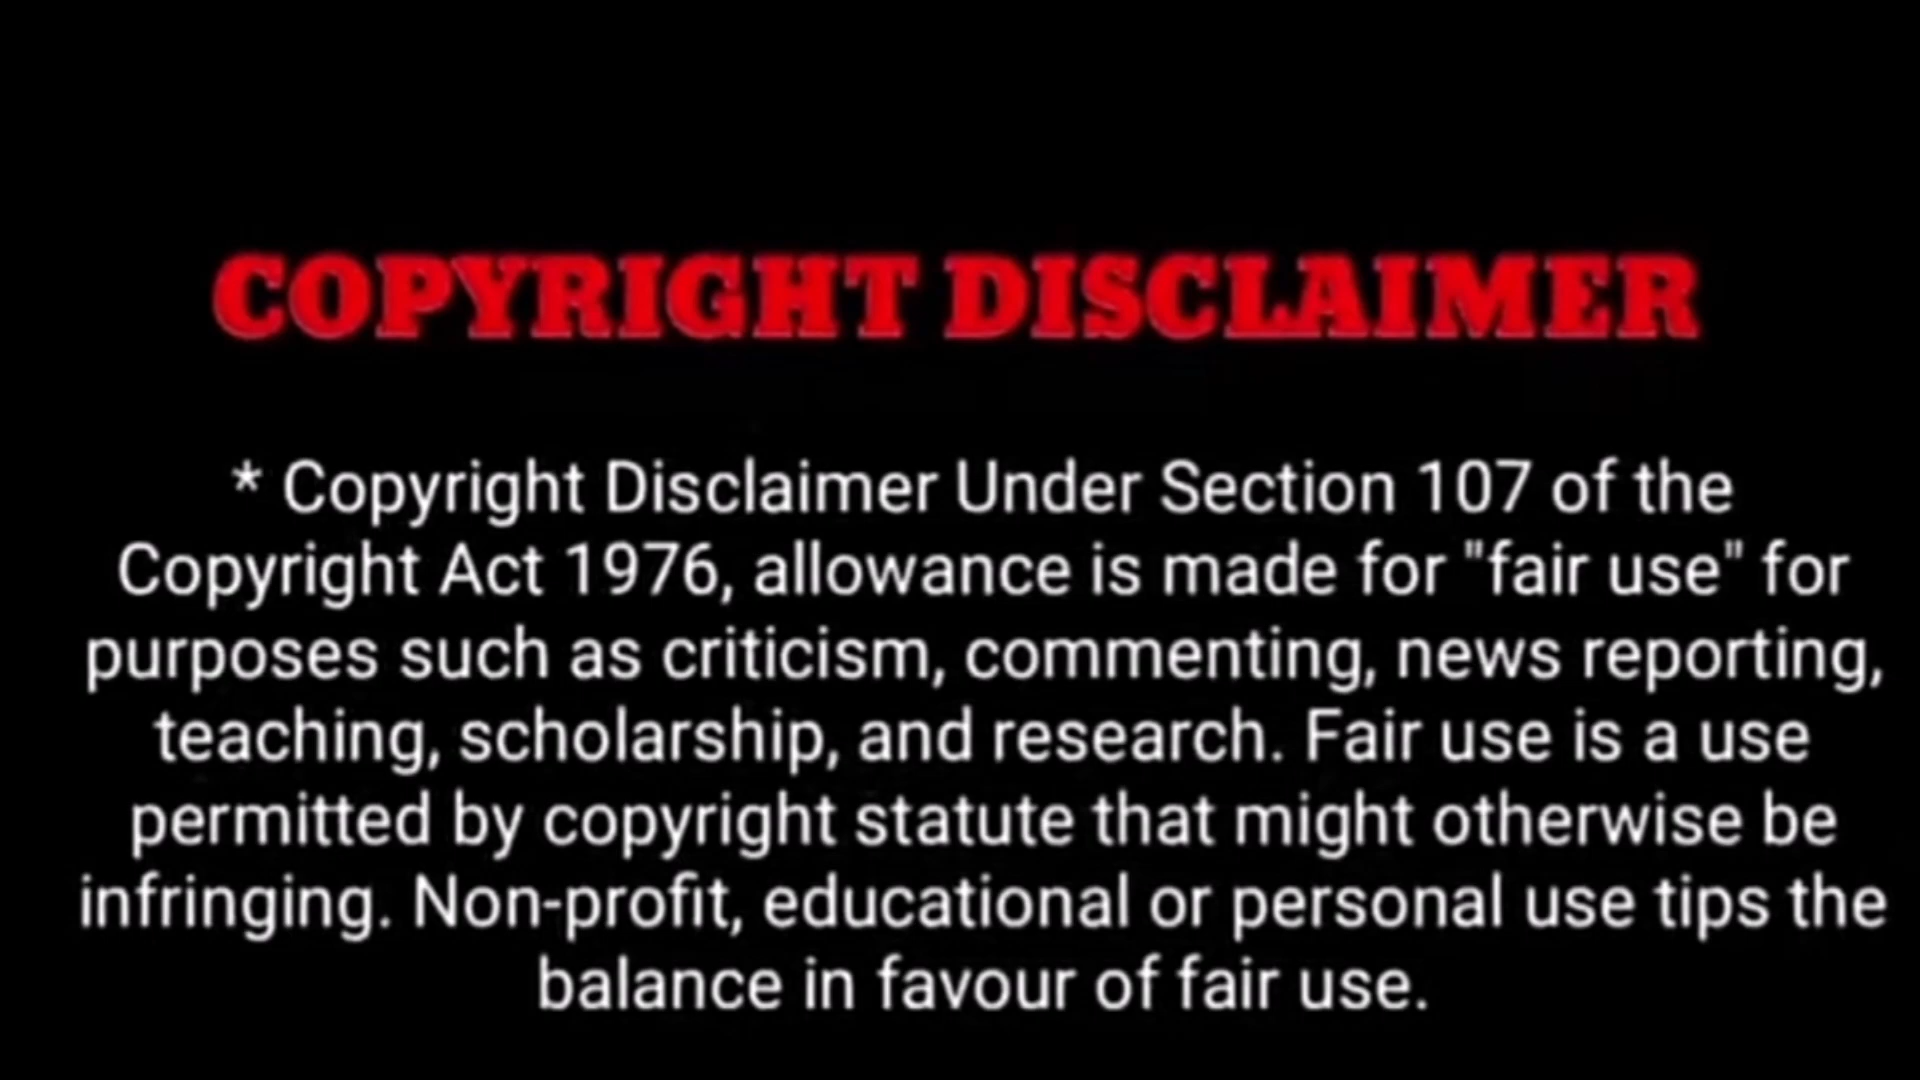 COPYRIGHT DISCLAIMER
* Copyright Disclaimer Under Section 107 of the
Copyright Act 1976, allowance is made for "fair use" for
purposes such as criticism, commenting, news reporting,
teaching, scholarship, and research. Fair use is a use
permitted by copyright statute that might otherwise be
infringing. Non-profit, educational or personal use tips the
balance in favour of fair use.